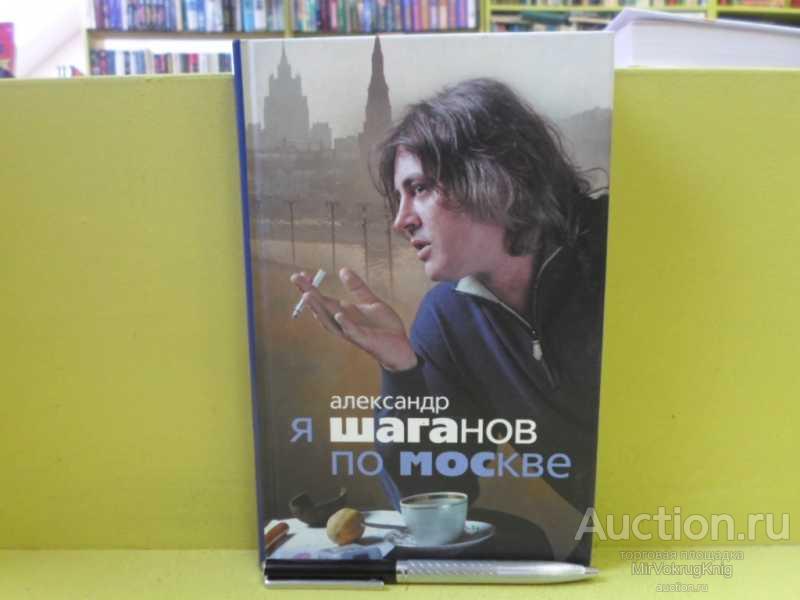 александр
я шаганов
по москве
Auction.ru
торговая площадка
MirVokrugKnig
auction.ru